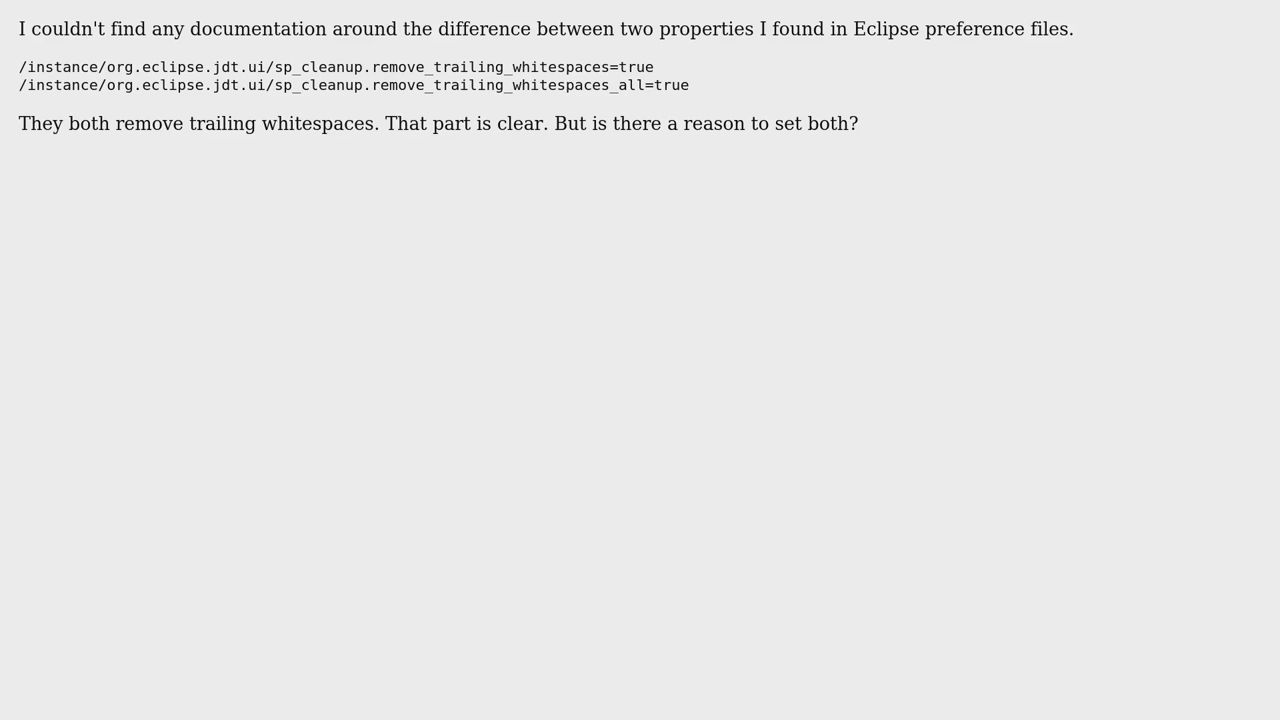 I couldn't find any documentation around the difference between two properties I found in Eclipse preference files.
/instance/org.eclipse.jdt.ui/sp_cleanup.remove_trailing_whitespaces=true
/instance/org.eclipse.jdt.ui/sp_cleanup.remove_trailing_whitespaces_all=true
They both remove trailing whitespaces. That part is clear. But is there a reason to set both?